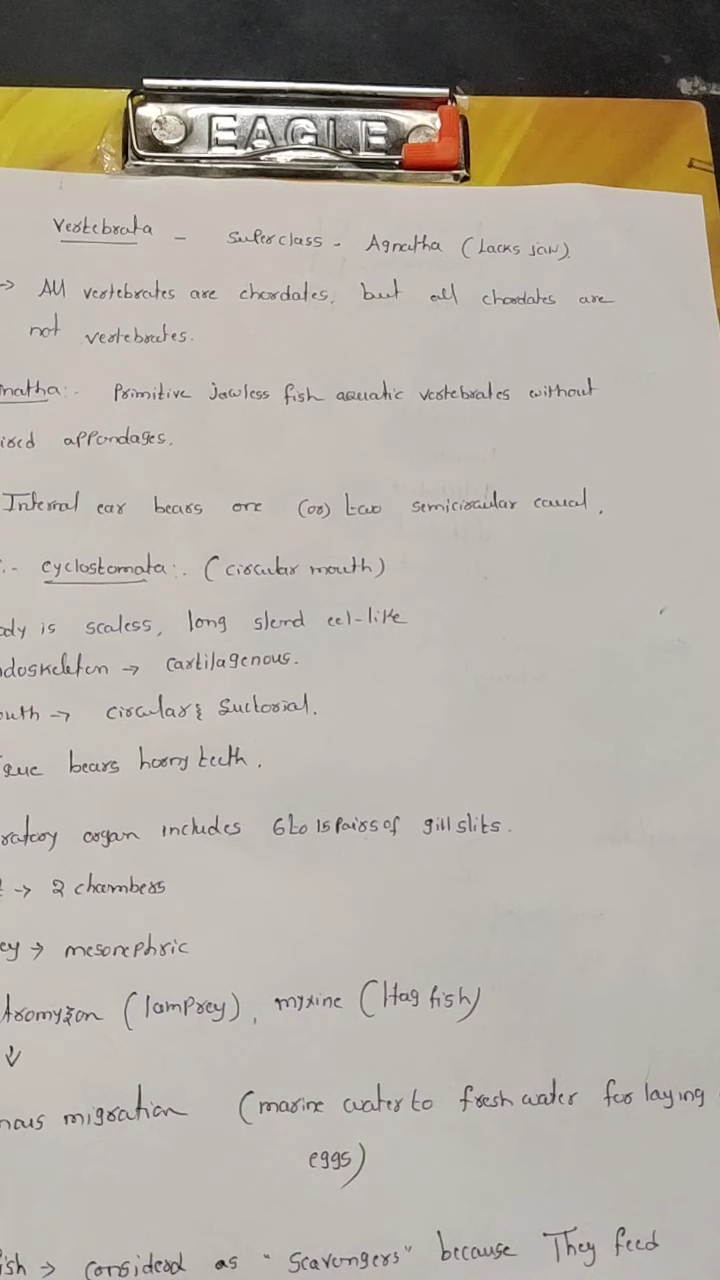 EAGLE
Vertebrata - Superclass - Agnatha (Lacks jaw)
-> All vertebrates are chordates, but all chordates are
not vertebrates.
natha:- Primitive jawless fish aquatic vertebrates without
ired appondages.
Internal ear bears one (or) two semicircular canal.
:- cyclostomata:. (circular mouth)
ody is scaless, long slend eel-like
doskeleton → cartilagenous.
outh → circular & Suctorial.
gue bears horny teeth.
ratory organ includes 6 to 15 Pairs of gill slits.
t → 2 chambers
ey → mesonephric
tromyzon (lamprey), myxine (Hag fish)
↓
nous migration (marine water to fresh water for laying
eggs)
ish → considerd as "Scavengers" because They feed